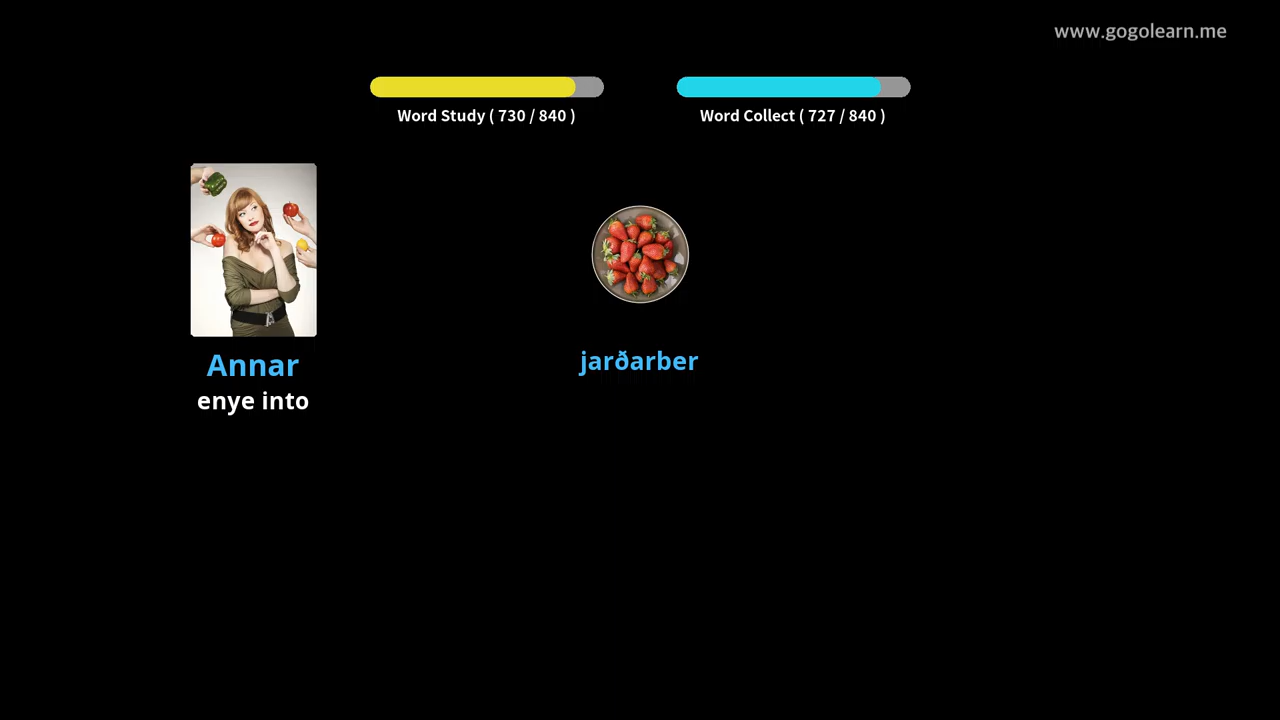 www.gogolearn.me
Word Study ( 730 / 840 )
Word Collect ( 727 / 840 )
Annar
enye into
jarðarber